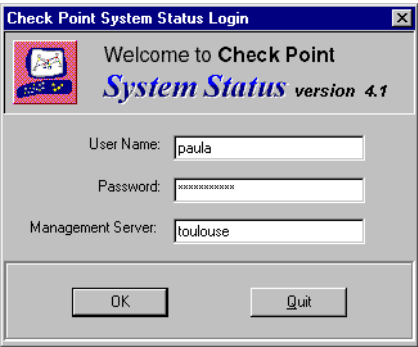 Check Point System Status Login
Welcome to Check Point
System Status version 4.1
User Name: paula
Password: ***********
Management Server: toulouse
OK Quit